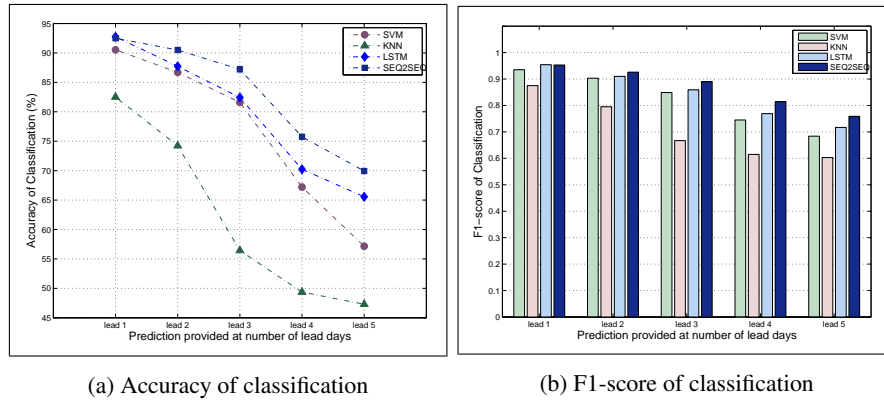 95
90
85
80
75
70
65
60
55
50
45
Accuracy of Classification (%)
SVM
KNN
LSTM
SEQ2SEQ
lead 1 lead 2 lead 3 lead 4 lead 5
Prediction provided at number of lead days
(a) Accuracy of classification
1
0.9
0.8
0.7
0.6
0.5
0.4
0.3
0.2
0.1
0
F1−score of Classification
SVM
KNN
LSTM
SEQ2SEQ
lead 1 lead 2 lead 3 lead 4 lead 5
Prediction provided at number of lead days
(b) F1-score of classification